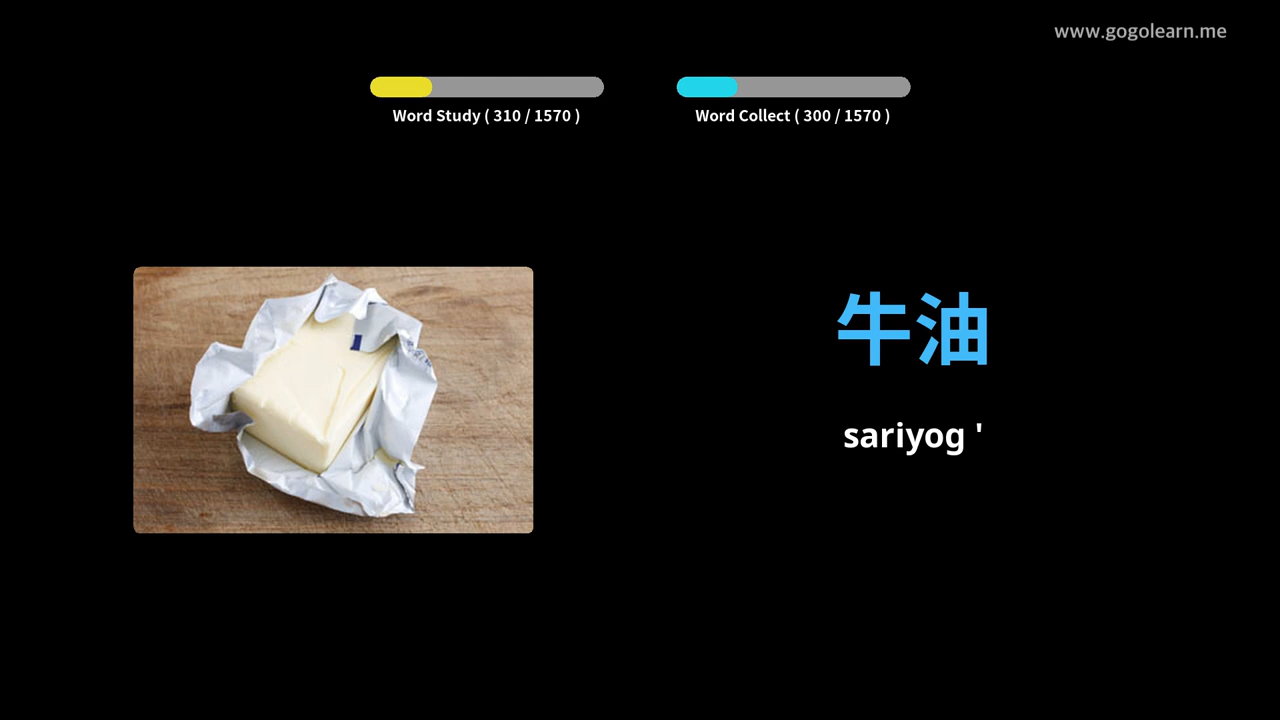 www.gogolearn.me
Word Study ( 310 / 1570 )
Word Collect ( 300 / 1570 )
牛油
sariyog '